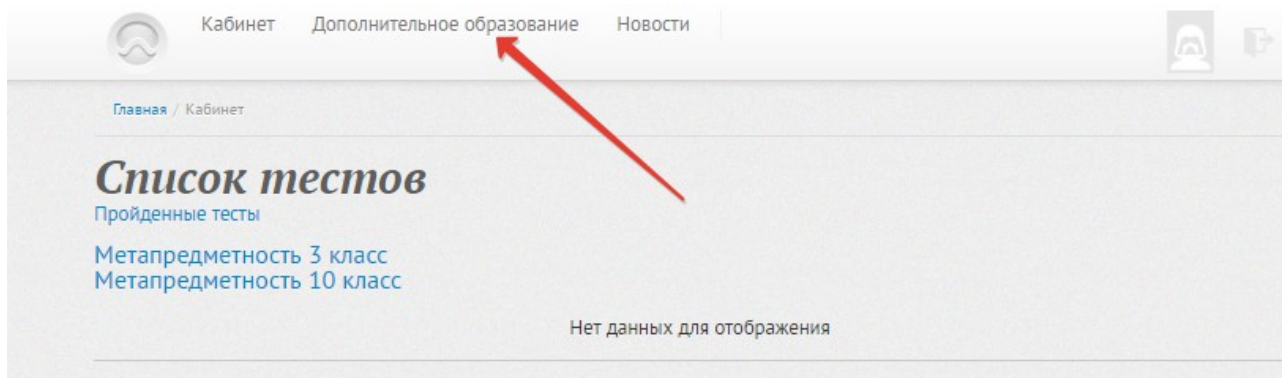 Кабинет Дополнительное образование Новости
Главная / Кабинет
Список тестов
Пройденные тесты
Метапредметность 3 класс
Метапредметность 10 класс
Нет данных для отображения